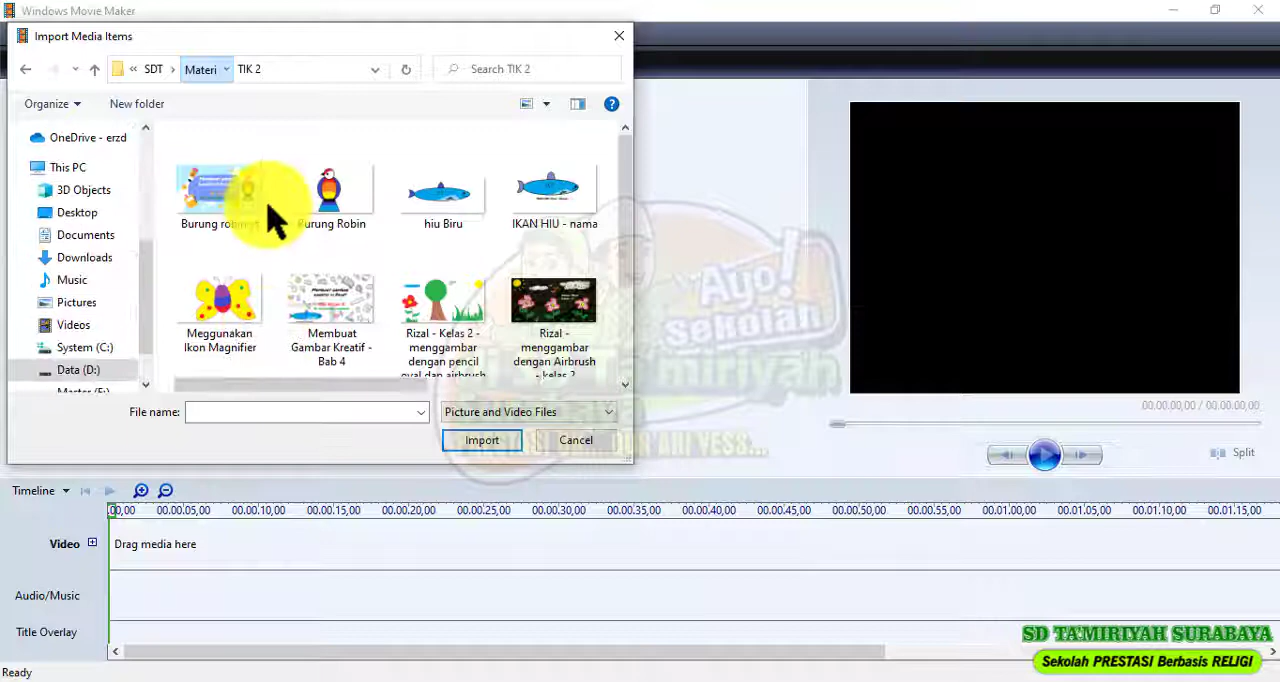 Windows Movie Maker
Import Media Items
SDT
Materi
TIK 2
Search TIK 2
Organize
New folder
OneDrive - erzd
This PC
3D Objects
Desktop
Documents
Downloads
Music
Pictures
Videos
System (C:)
Data (D:)
Burung Robin
hiu Biru
IKAN HIU - nama
Meggunakan
Ikon Magnifier
Membuat
Gambar Kreatif -
Bab 4
Rizal - Kelas 2 -
menggambar
dengan pencil
oval dan airbrush
Rizal -
menggambar
dengan Airbrush
- kelas 2
File name:
Picture and Video Files
Import
Cancel
Ayo!
sekolah
Ta'miriyah
00.00.00,00 / 00.00.00,00
Split
Timeline
00,00 00.00.05,00 00.00.10,00 00.00.15,00 00.00.20,00 00.00.25,00 00.00.30,00 00.00.35,00 00.00.40,00 00.00.45,00 00.00.50,00 00.00.55,00 00.01.00,00 00.01.05,00 00.01.10,00 00.01.15,00
Video
Drag media here
Audio/Music
Title Overlay
SD TA'MIRIYAH SURABAYA
Sekolah PRESTASI Berbasis RELIGI
Ready